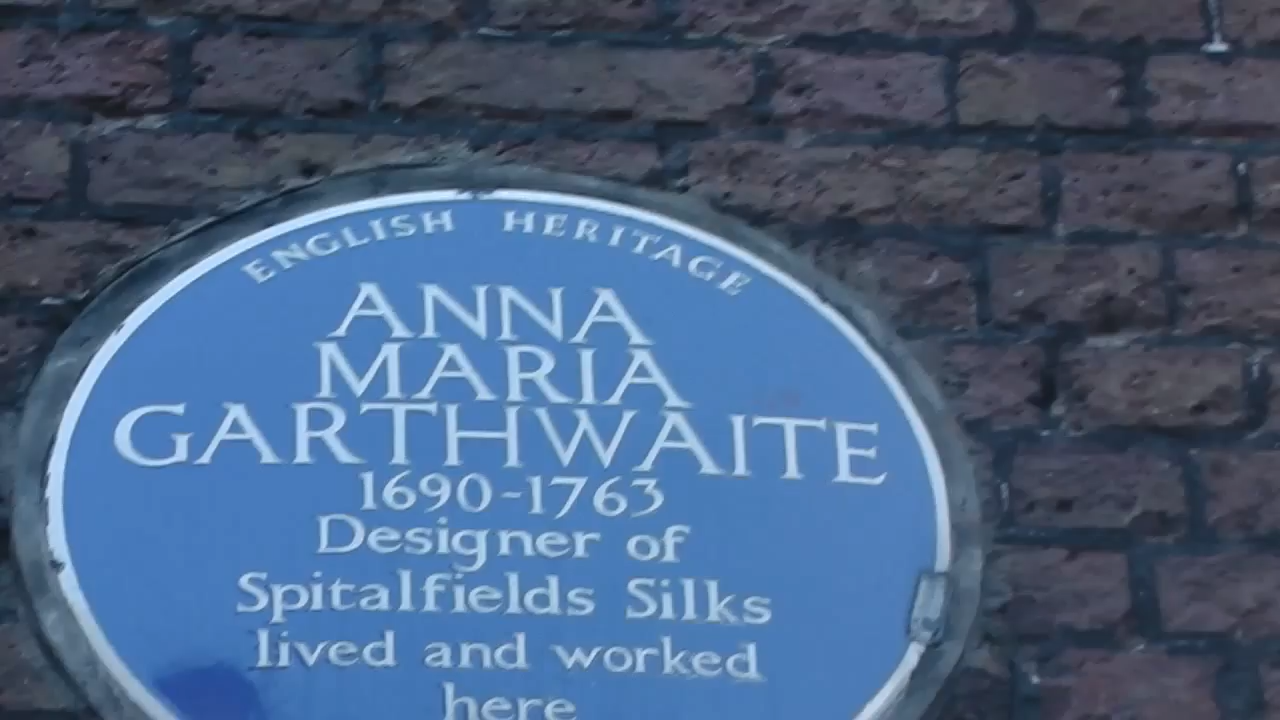 ENGLISH HERITAGE
ANNA
MARIA
GARTHWAITE
1690-1763
Designer of
Spitalfields Silks
lived and worked
here